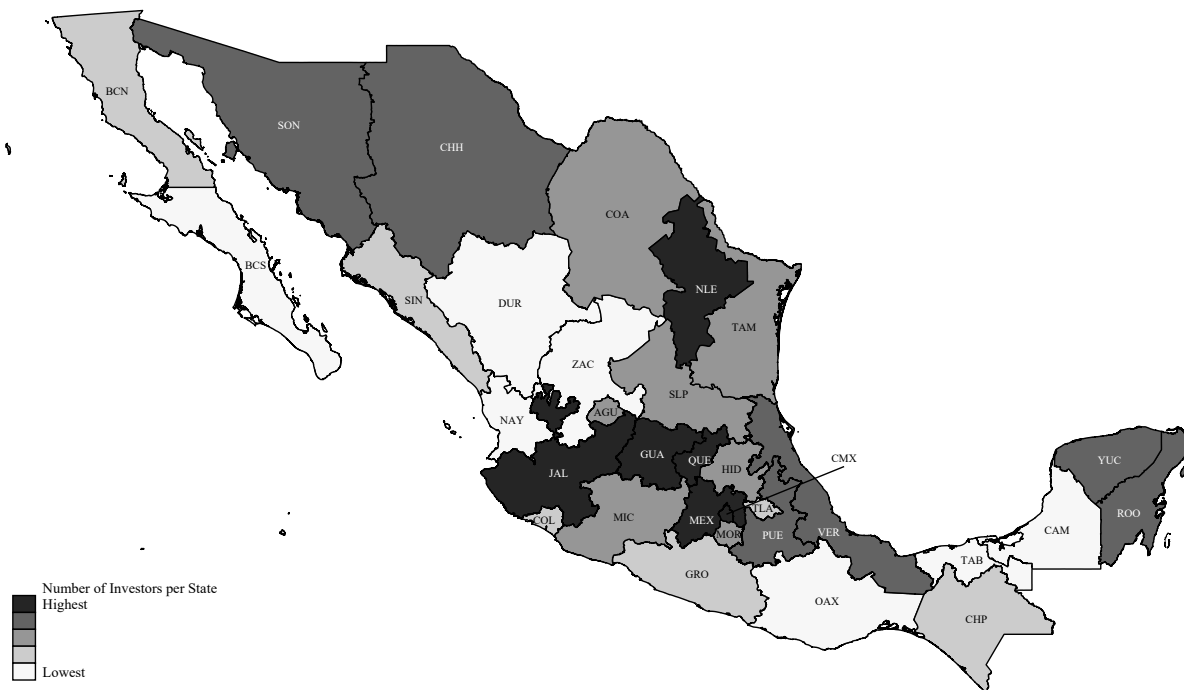 BCN
SON
CHH
COA
BCS
NLE
SIN
DUR
TAM
ZAC
SLP
NAY
AGU
GUA
QUE
CMX
YUC
HID
JAL
TLA
ROO
COL
MIC
MEX
MOR
PUE
VER
CAM
TAB
GRO
OAX
CHP
Number of Investors per State
Highest
Lowest